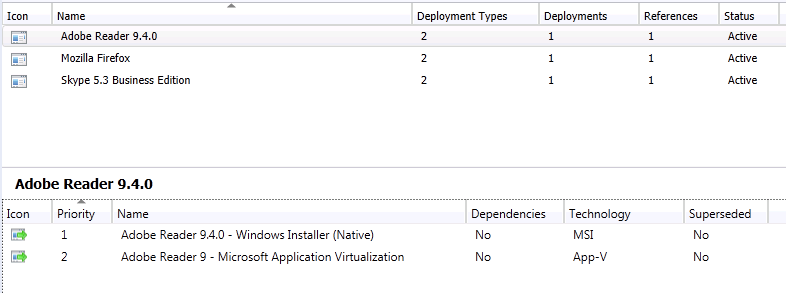 Icon Name Deployment Types Deployments References Status
Adobe Reader 9.4.0 2 1 1 Active
Mozilla Firefox 2 1 1 Active
Skype 5.3 Business Edition 2 1 1 Active
Adobe Reader 9.4.0
Icon Priority Name Dependencies Technology Superseded
1 Adobe Reader 9.4.0 - Windows Installer (Native) No MSI No
2 Adobe Reader 9 - Microsoft Application Virtualization No App-V No